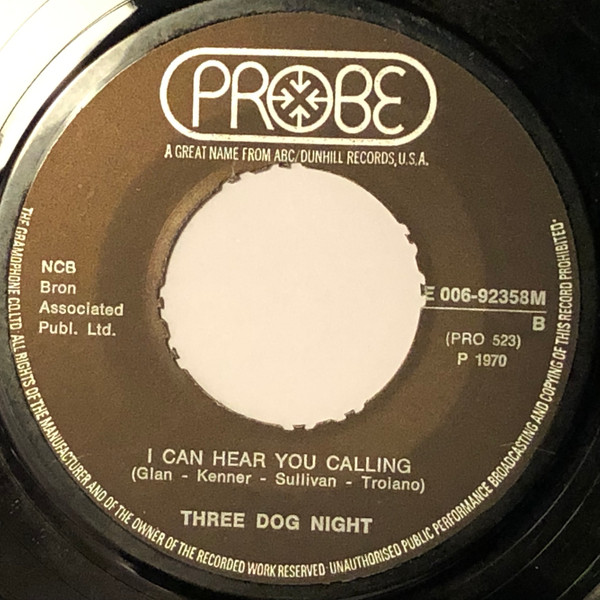 PROBE
A GREAT NAME FROM ABC/DUNHILL RECORDS, U.S.A.
NCB
Bron
Associated
Publ. Ltd.
E 006-92358M
B
(PRO 523)
P 1970
I CAN HEAR YOU CALLING
(Glan - Kenner - Sullivan - Troiano)
THREE DOG NIGHT
THE GRAMOPHONE CO. LTD. ALL RIGHTS OF THE MANUFACTURER AND OF THE OWNER OF THE RECORDED WORK RESERVED · UNAUTHORISED PUBLIC PERFORMANCE BROADCASTING AND COPYING OF THIS RECORD PROHIBITED·